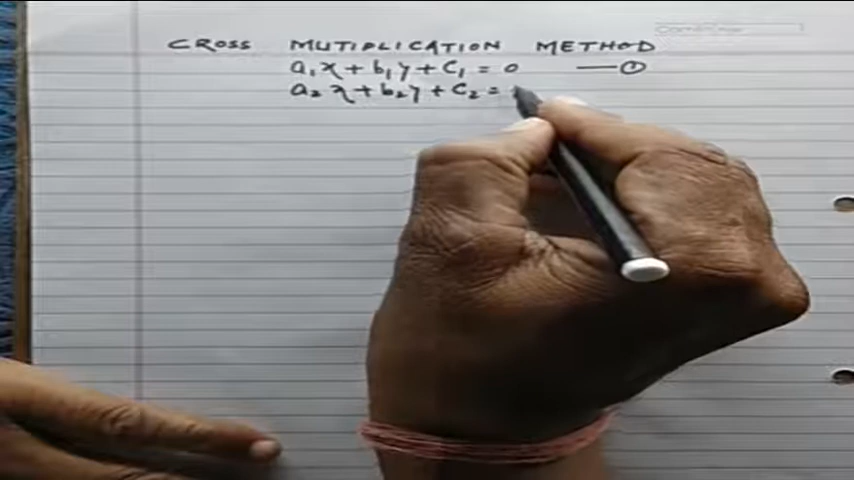 CROSS MUTIPLICATION METHOD
a₁x + b₁y + c₁ = 0 —①
a₂x + b₂y + c₂ =